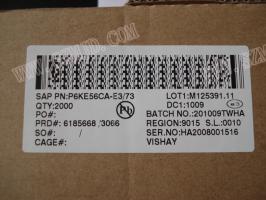 SAP PN:P6KE56CA-E3/73 LOT1:M125391.11
QTY:2000 DC1:1009 e3
PO#: BATCH NO.:201009TWHA
PRD#: 6185668 /3066 REGION:9015 S.L.:0010
SO#: / SER.NO:HA2008001516
CAGE#: VISHAY